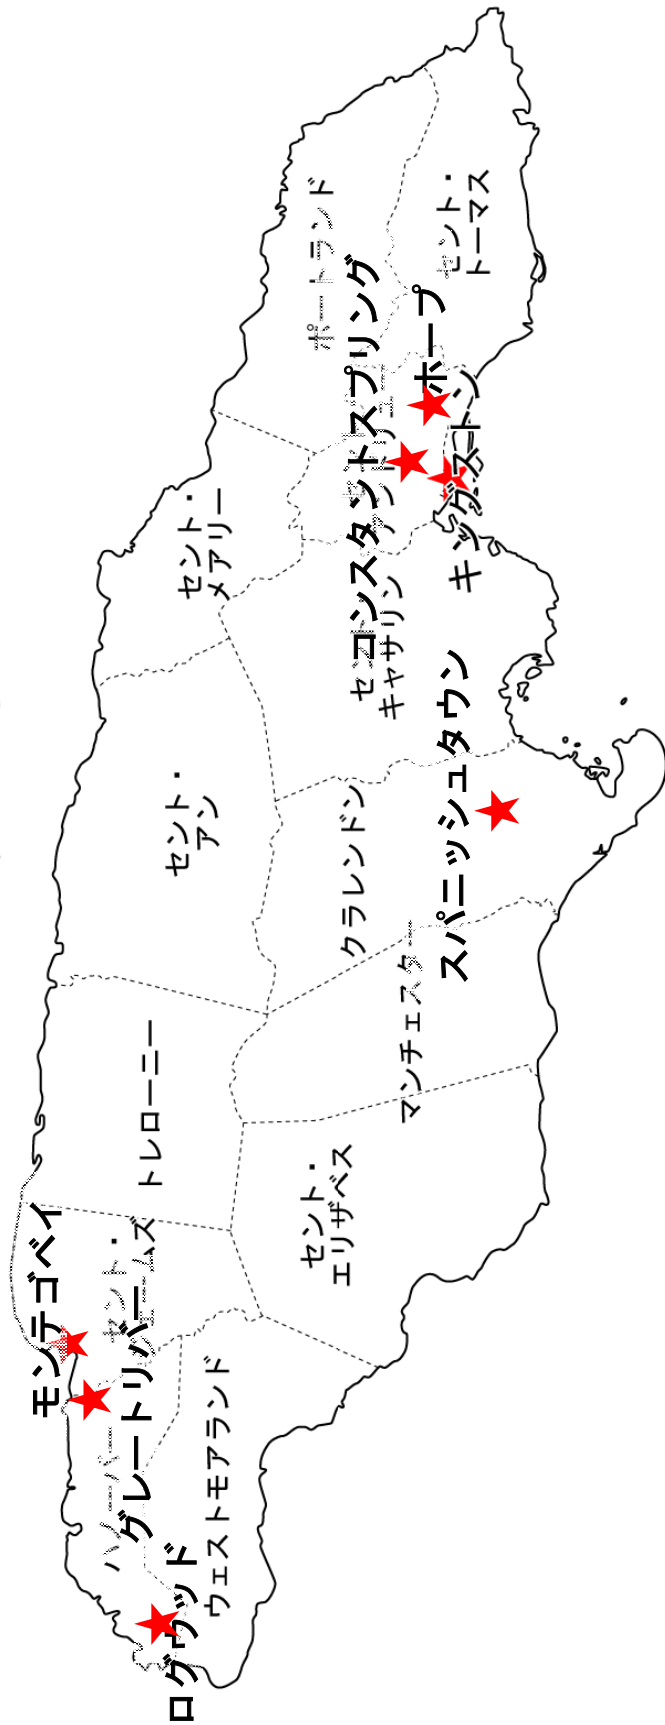 モンテゴベイ
グレートリバー
ログウッド
ハノーバー
ウェストモアランド
セント・
ジェームズ
トレローニー
セント・
エリザベス
マンチェスター
セント・
アン
クラレンドン
スパニッシュタウン
セント・
メアリー
キャサリン
コンスタントスプリング
キングストン
ホープ
ポートランド
セント・
トーマス